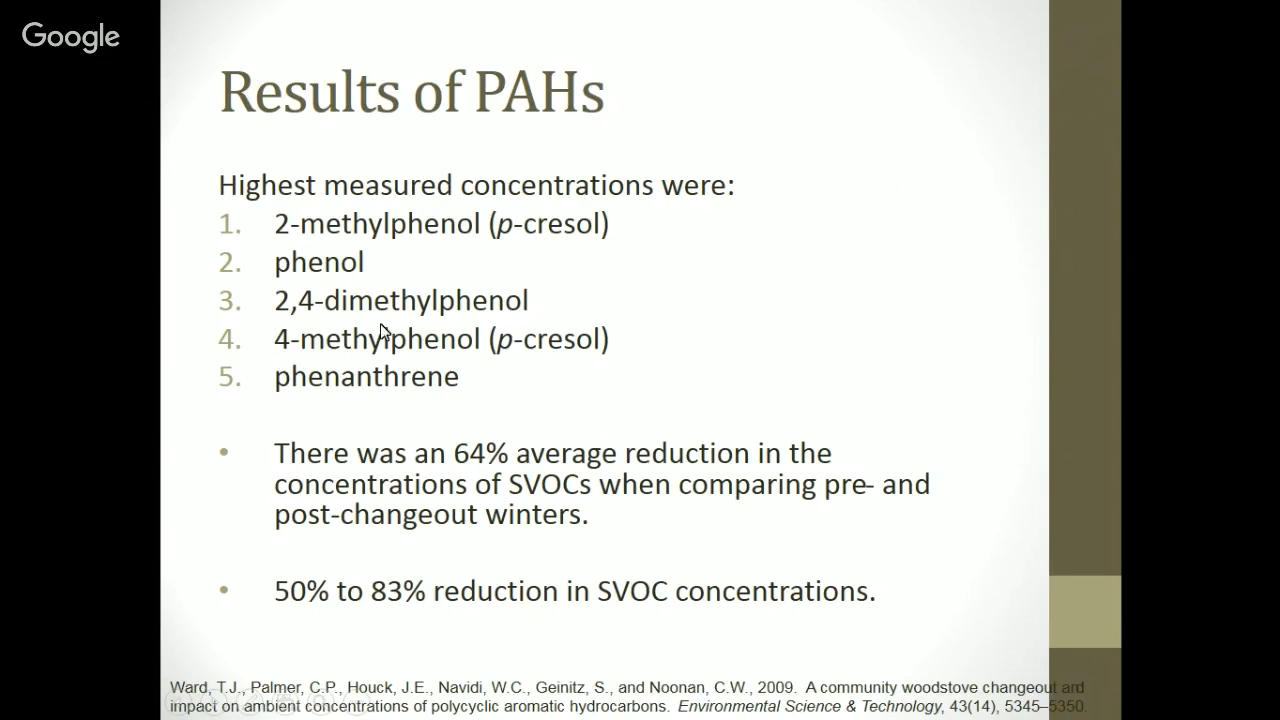 Google
Results of PAHs
Highest measured concentrations were:
1. 2-methylphenol (p-cresol)
2. phenol
3. 2,4-dimethylphenol
4. 4-methylphenol (p-cresol)
5. phenanthrene
• There was an 64% average reduction in the
concentrations of SVOCs when comparing pre- and
post-changeout winters.
• 50% to 83% reduction in SVOC concentrations.
Ward, T.J., Palmer, C.P., Houck, J.E., Navidi, W.C., Geinitz, S., and Noonan, C.W., 2009. A community woodstove changeout and
impact on ambient concentrations of polycyclic aromatic hydrocarbons. Environmental Science & Technology, 43(14), 5345–5350.